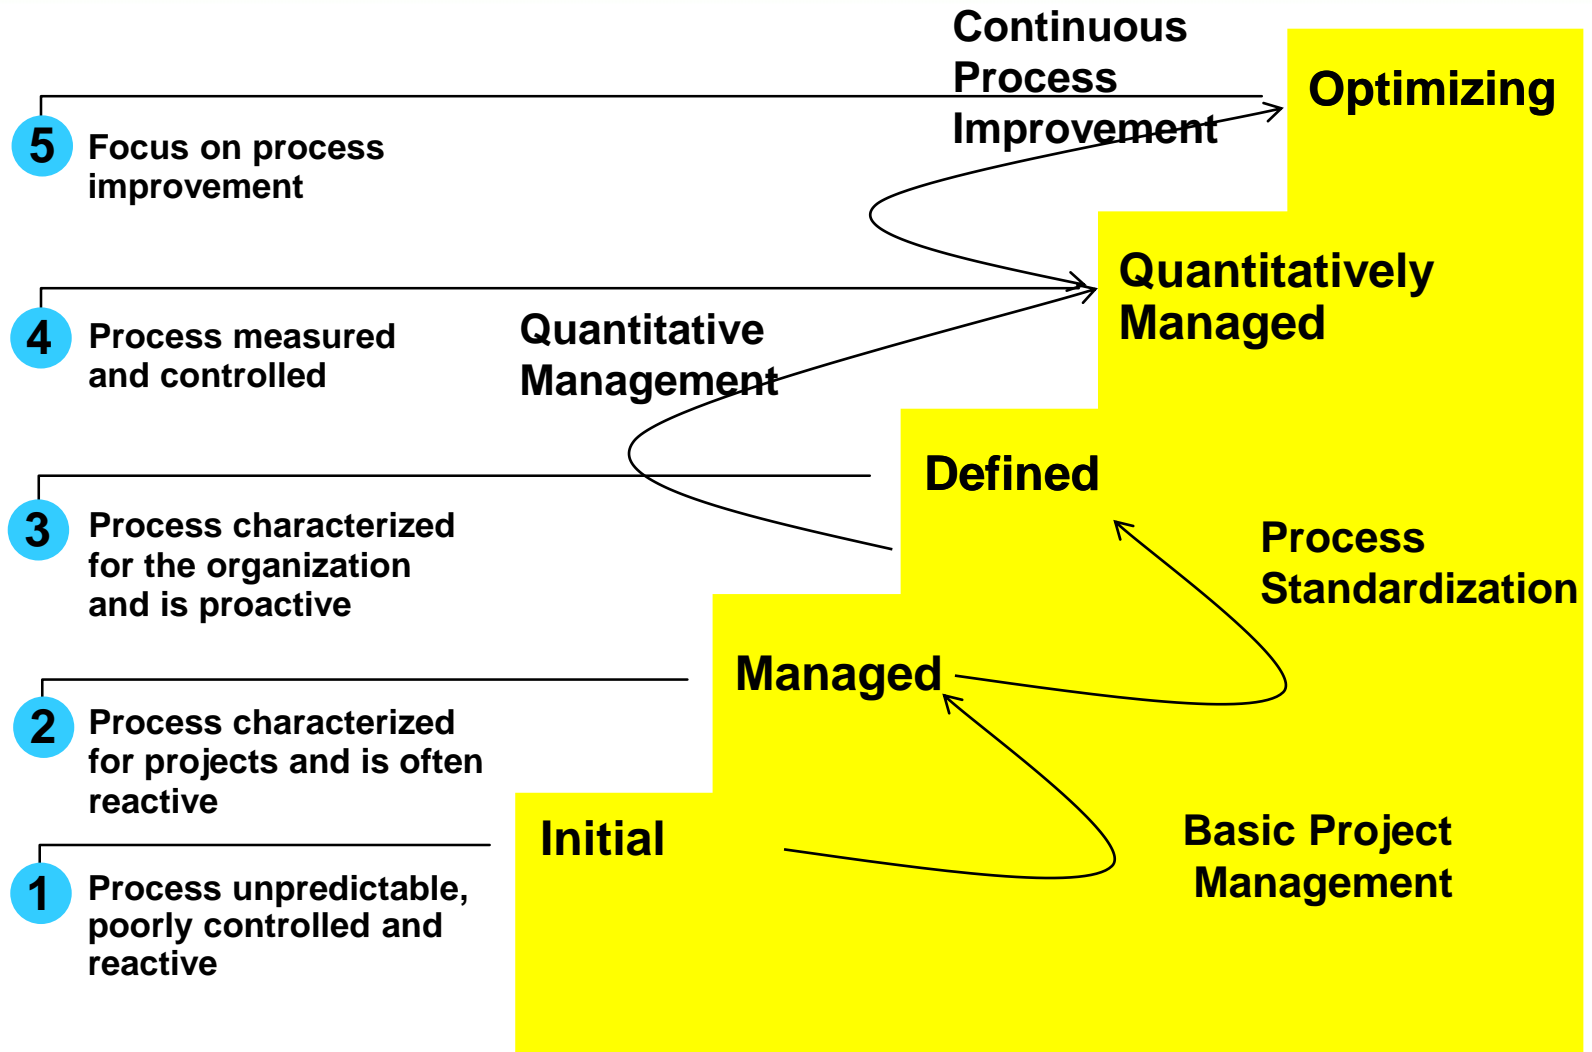 Continuous
Process
Improvement
Optimizing
5
Focus on process
improvement
Quantitatively
Managed
4
Process measured
and controlled
Quantitative
Management
Defined
3
Process characterized
for the organization
and is proactive
Process
Standardization
Managed
2
Process characterized
for projects and is often
reactive
Initial
Basic Project
Management
1
Process unpredictable,
poorly controlled and
reactive